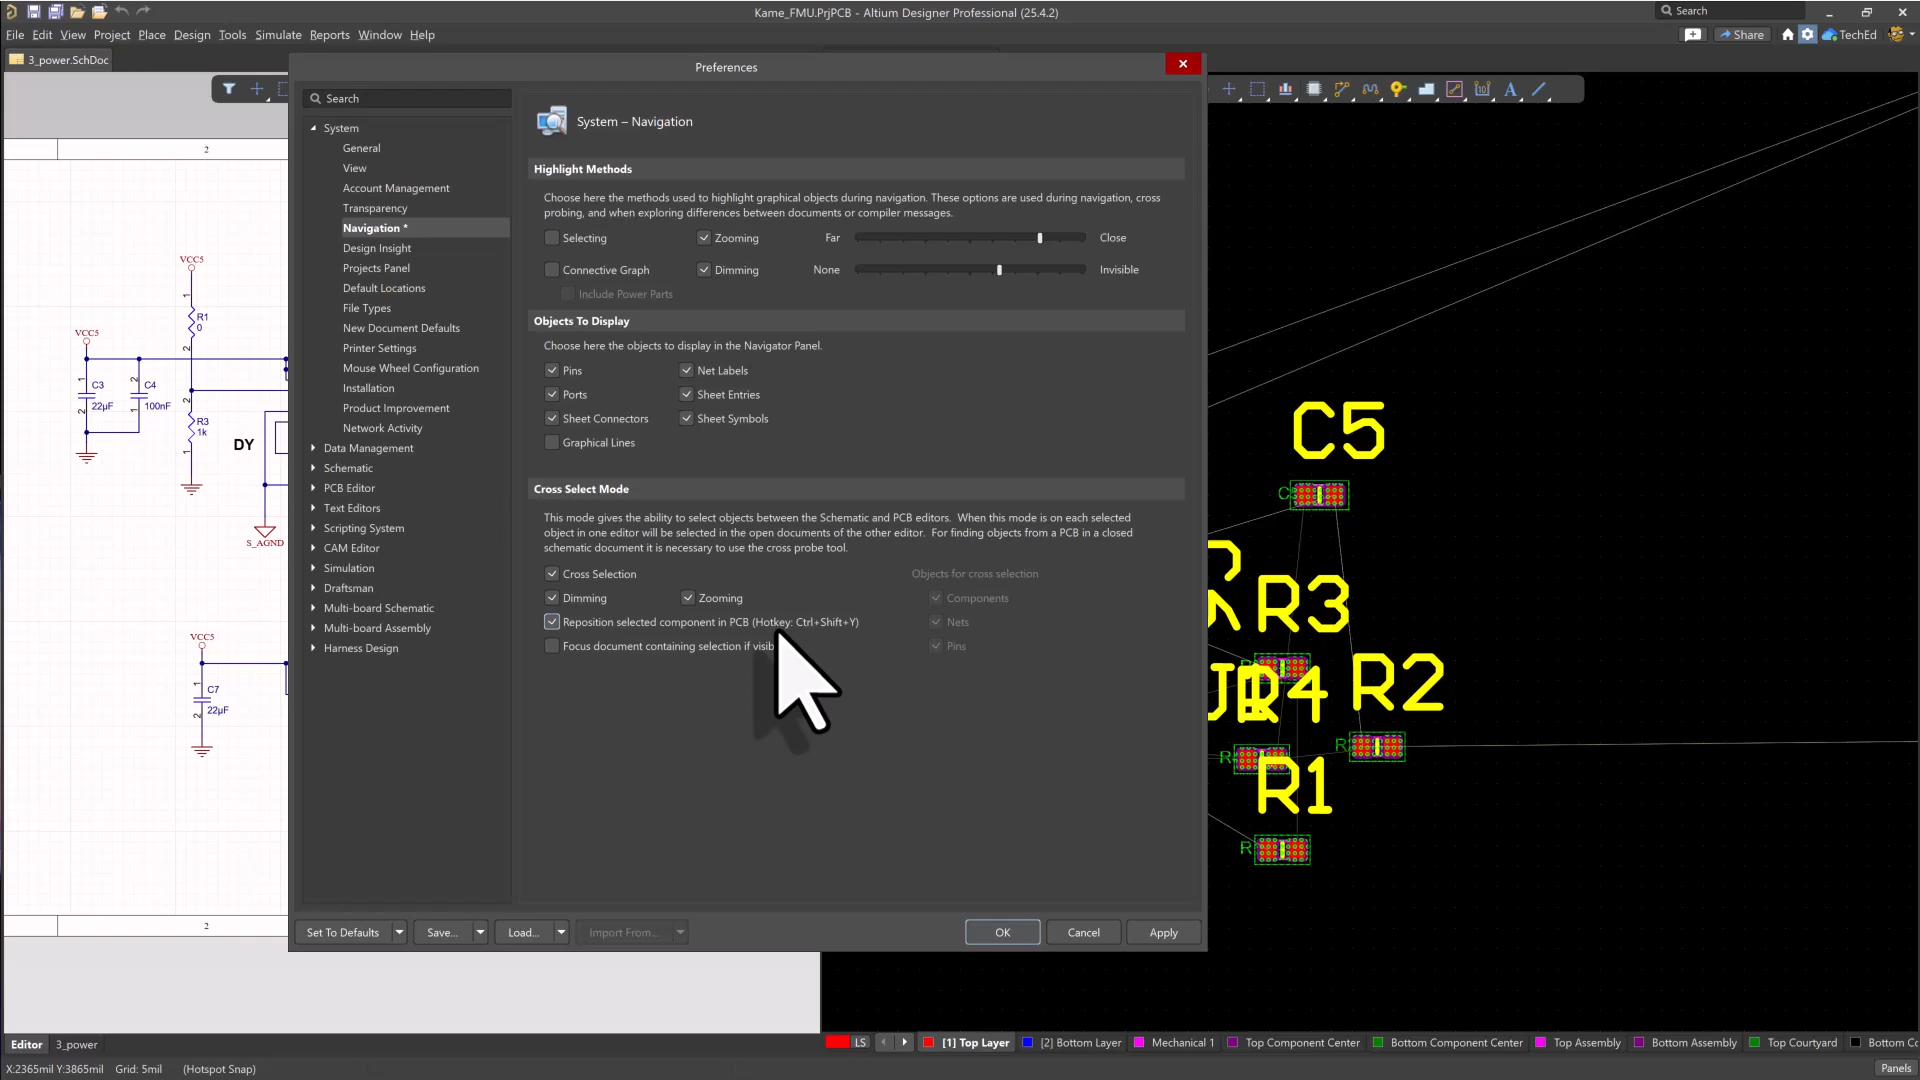 Kame_FMU.PrjPCB - Altium Designer Professional (25.4.2)
Search
File Edit View Project Place Design Tools Simulate Reports Window Help
Share
TechEd
3_power.SchDoc
Preferences
Search
System
General
View
Account Management
Transparency
Navigation *
Design Insight
Projects Panel
Default Locations
File Types
New Document Defaults
Printer Settings
Mouse Wheel Configuration
Installation
Product Improvement
Network Activity
Data Management
Schematic
PCB Editor
Text Editors
Scripting System
CAM Editor
Simulation
Draftsman
Multi-board Schematic
Multi-board Assembly
Harness Design
System – Navigation
Highlight Methods
Choose here the methods used to highlight graphical objects during navigation. These options are used during navigation, cross
probing, and when exploring differences between documents or compiler messages.
Selecting Zooming Far Close
Connective Graph Dimming None Invisible
Include Power Parts
Objects To Display
Choose here the objects to display in the Navigator Panel.
Pins Net Labels
Ports Sheet Entries
Sheet Connectors Sheet Symbols
Graphical Lines
Cross Select Mode
This mode gives the ability to select objects between the Schematic and PCB editors. When this mode is on each selected
object in one editor will be selected in the open documents of the other editor. For finding objects from a PCB in a closed
schematic document it is necessary to use the cross probe tool.
Cross Selection Objects for cross selection
Dimming Zooming Components
Reposition selected component in PCB (Hotkey: Ctrl+Shift+Y) Nets
Focus document containing selection if visib Pins
Set To Defaults Save... Load... Import From... OK Cancel Apply
2
VCC5
1
R1
0
2
VCC5
1
C3
22µF
2
2
C4
100nF
1
R3
1k
1
DY
S_AGND
VCC5
1
C7
22µF
2
2
C5
R3
R4
R2
R1
Editor 3_power
LS [1] Top Layer [2] Bottom Layer Mechanical 1 Top Component Center Bottom Component Center Top Assembly Bottom Assembly Top Courtyard Bottom Co
X:2365mil Y:3865mil Grid: 5mil (Hotspot Snap)
Panels